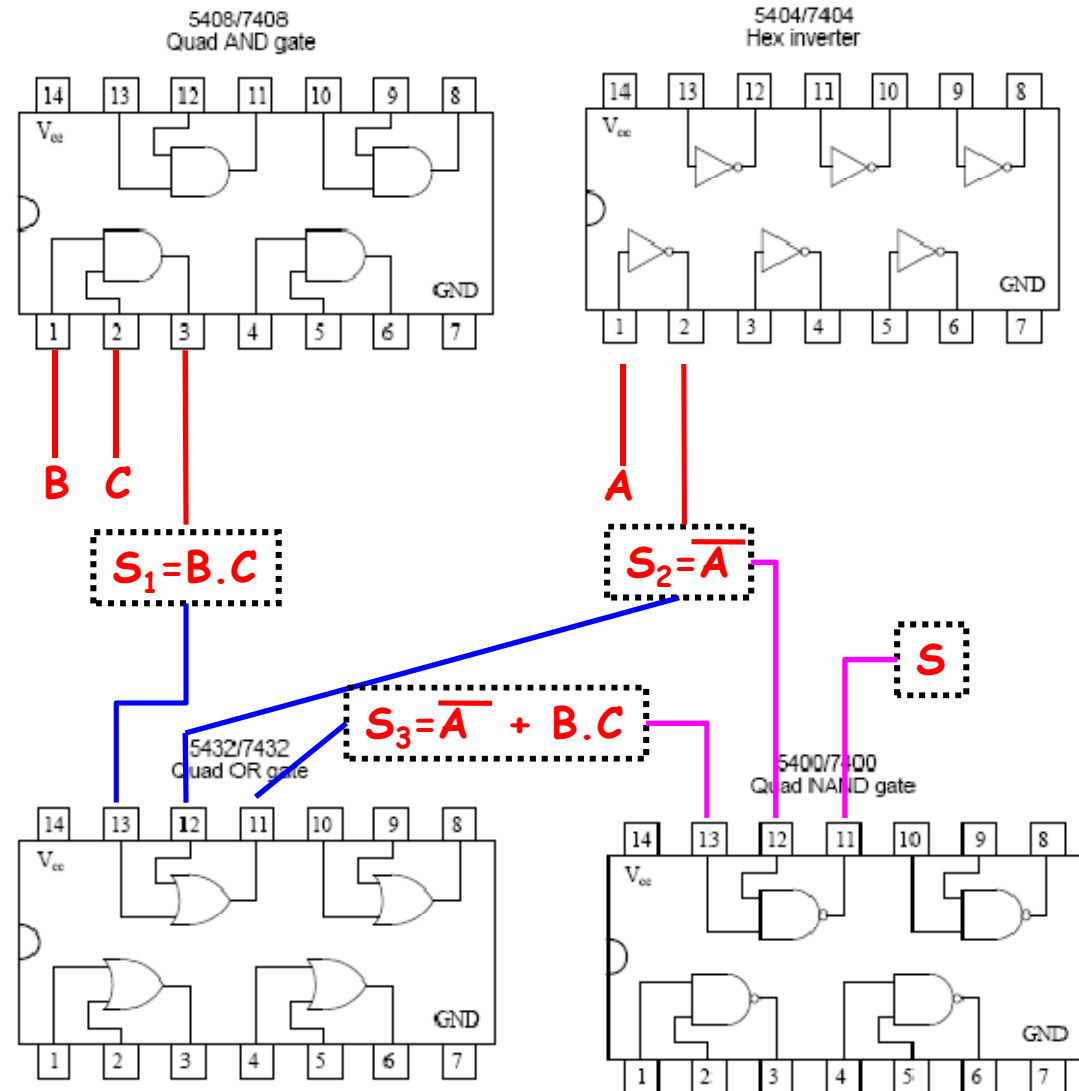 5408/7408
Quad AND gate
5404/7404
Hex inverter
14 13 12 11 10 9 8
14 13 12 11 10 9 8
Vcc
Vcc
GND
GND
1 2 3 4 5 6 7
1 2 3 4 5 6 7
B C
A
S₁=B.C
S₂=A̅
S
S₃=A̅ + B.C
5432/7432
Quad OR gate
5400/7400
Quad NAND gate
14 13 12 11 10 9 8
14 13 12 11 10 9 8
Vcc
Vcc
GND
GND
1 2 3 4 5 6 7
1 2 3 4 5 6 7